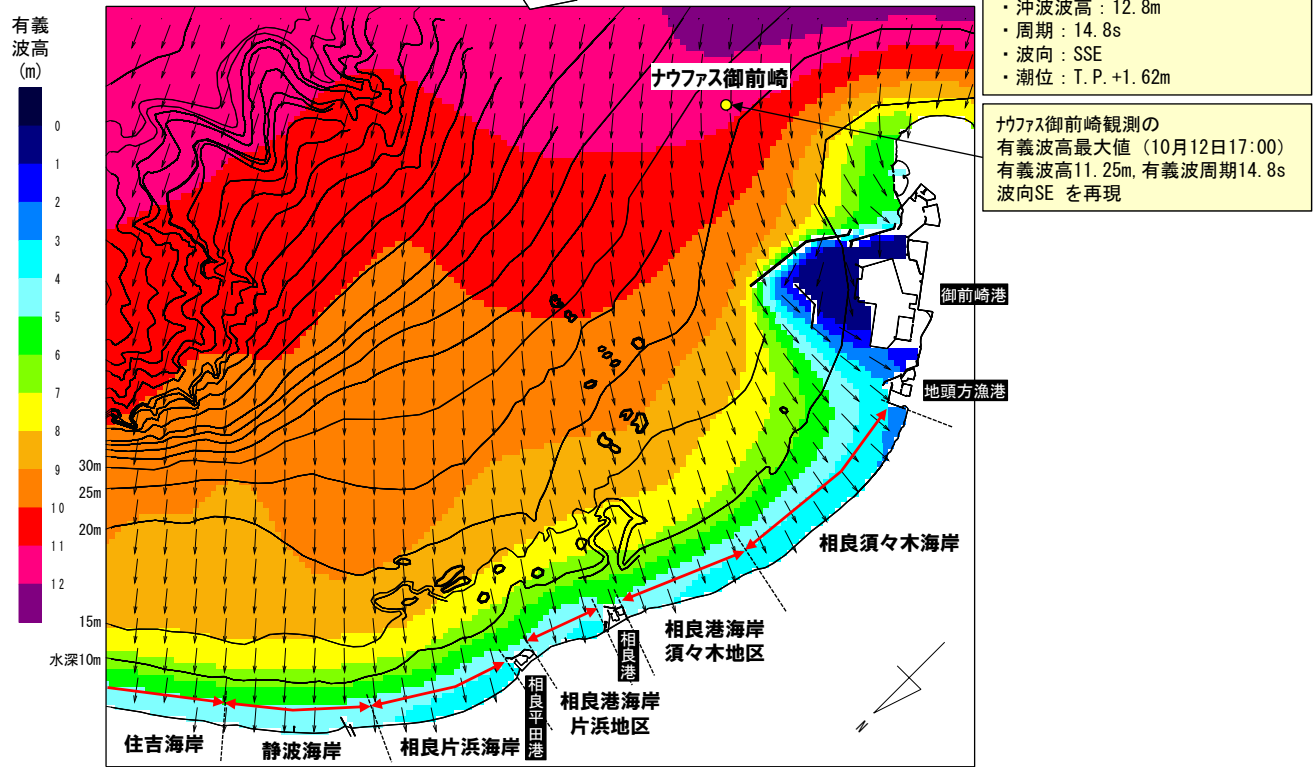 ・沖波波高：12.8m
・周期：14.8s
・波向：SSE
・潮位：T.P.+1.62m
ナウファス御前崎観測の
有義波高最大値（10月12日17:00）
有義波高11.25m,有義波周期14.8s
波向SE を再現
有義
波高
(m)
0
1
2
3
4
5
6
7
8
9
10
11
12
ナウファス御前崎
御前崎港
地頭方漁港
30m
25m
20m
15m
水深10m
相良須々木海岸
相良港海岸
須々木地区
相良港
相良港海岸
片浜地区
相良平田港
相良片浜海岸
静波海岸
住吉海岸
N